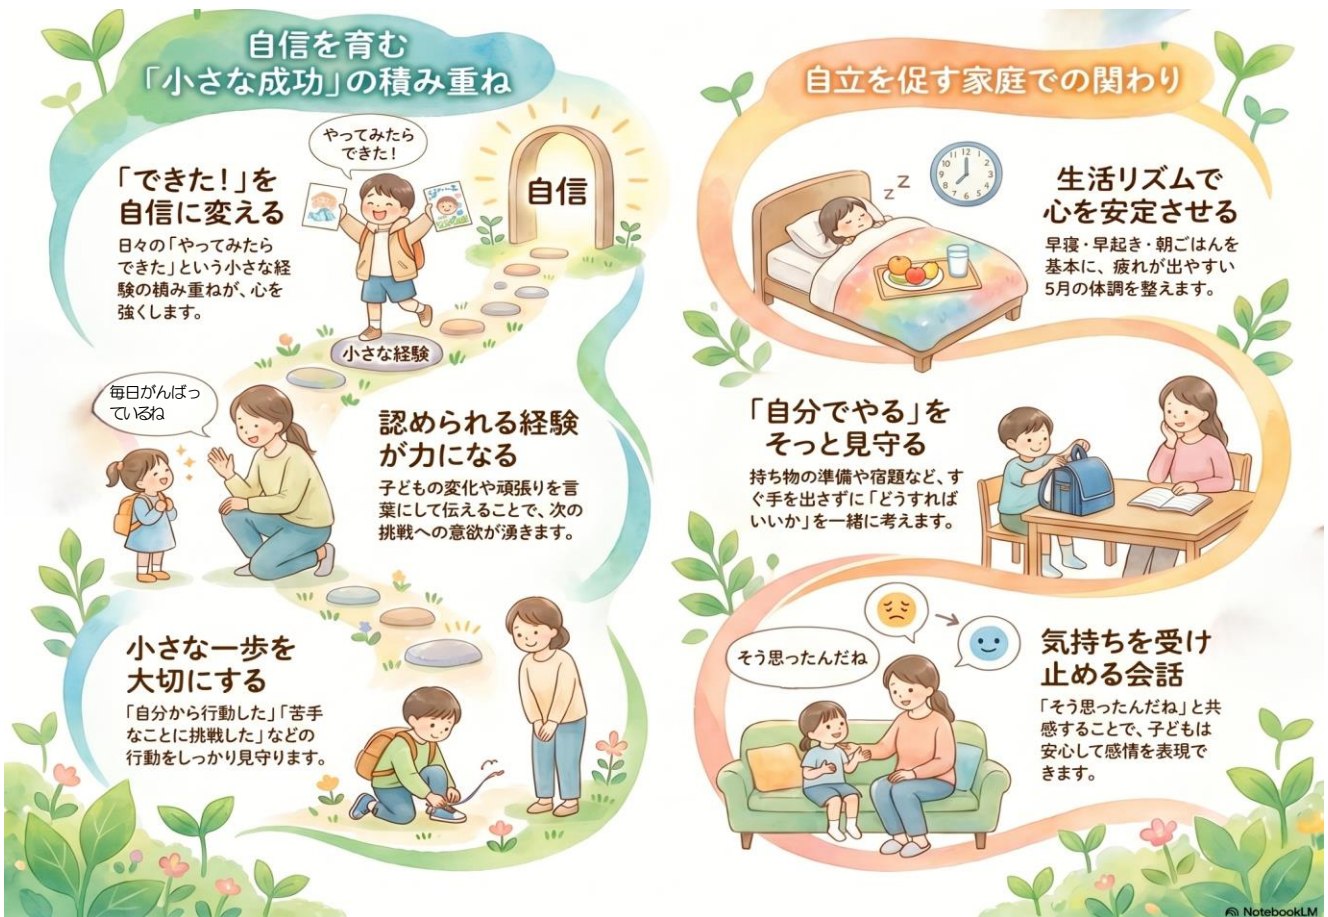 自信を育む
「小さな成功」の積み重ね
やってみたら
できた！
「できた！」を
自信に変える
日々の「やってみたら
できた」という小さな経
験の積み重ねが、心を
強くします。
自信
小さな経験
毎日がんばっ
ているね
認められる経験
が力になる
子どもの変化や頑張りを言
葉にして伝えることで、次の
挑戦への意欲が湧きます。
小さな一歩を
大切にする
「自分から行動した」「苦手
なことに挑戦した」などの
行動をしっかり見守ります。
自立を促す家庭での関わり
z z
12
1
2
3
4
5
6
7
8
9
10
11
生活リズムで
心を安定させる
早寝・早起き・朝ごはんを
基本に、疲れが出やすい
5月の体調を整えます。
「自分でやる」を
そっと見守る
持ち物の準備や宿題など、す
ぐ手を出さずに「どうすれば
いいか」を一緒に考えます。
そう思ったんだね
気持ちを受け
止める会話
「そう思ったんだね」と共
感することで、子どもは
安心して感情を表現で
きます。
NotebookLM